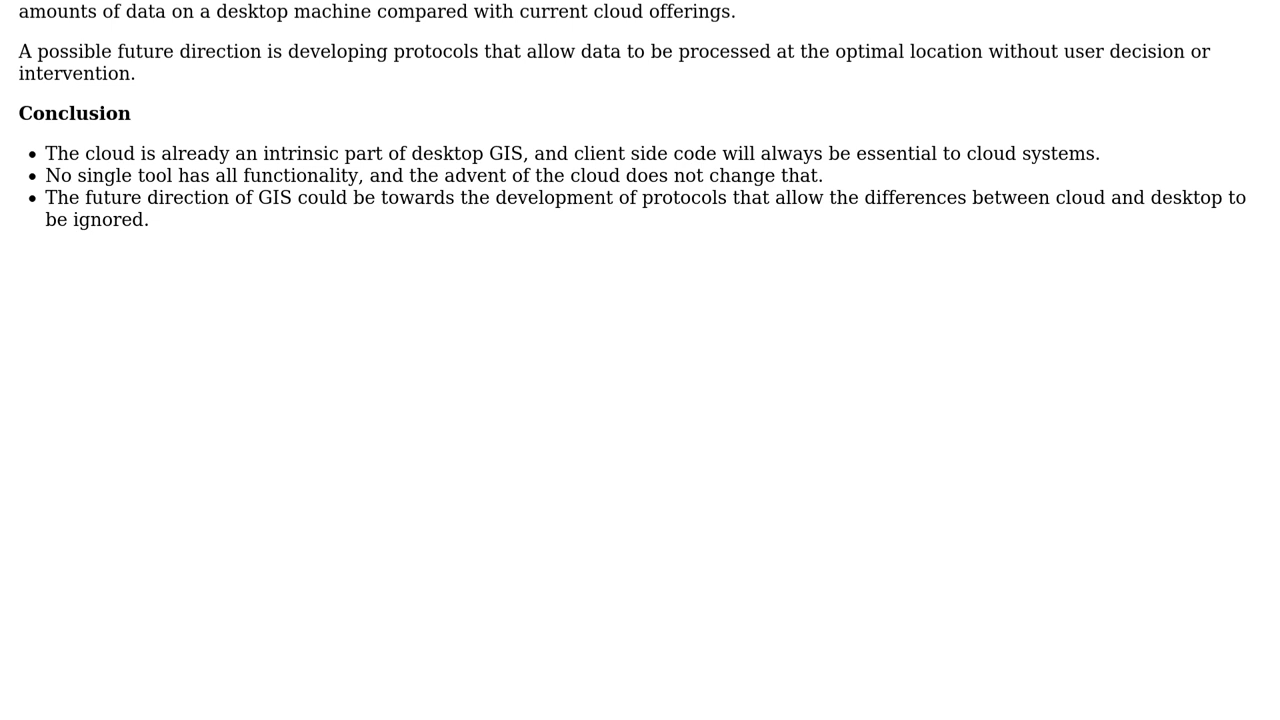 amounts of data on a desktop machine compared with current cloud offerings.
A possible future direction is developing protocols that allow data to be processed at the optimal location without user decision or
intervention.
Conclusion
• The cloud is already an intrinsic part of desktop GIS, and client side code will always be essential to cloud systems.
• No single tool has all functionality, and the advent of the cloud does not change that.
• The future direction of GIS could be towards the development of protocols that allow the differences between cloud and desktop to
be ignored.